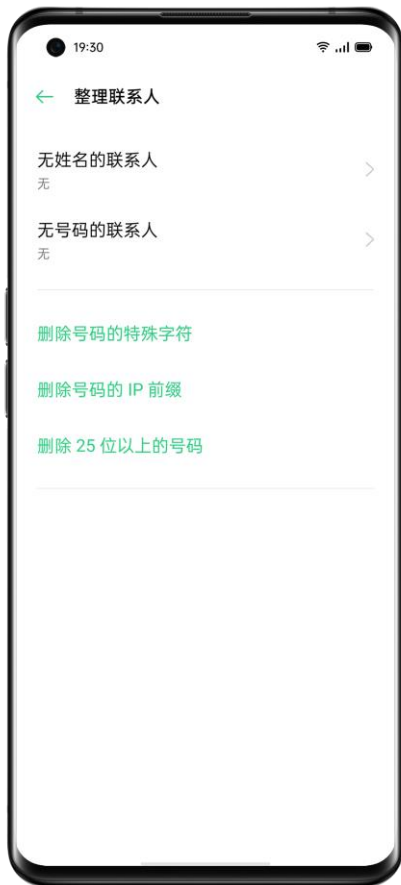 19:30
整理联系人
无姓名的联系人
无
无号码的联系人
无
删除号码的特殊字符
删除号码的 IP 前缀
删除 25 位以上的号码